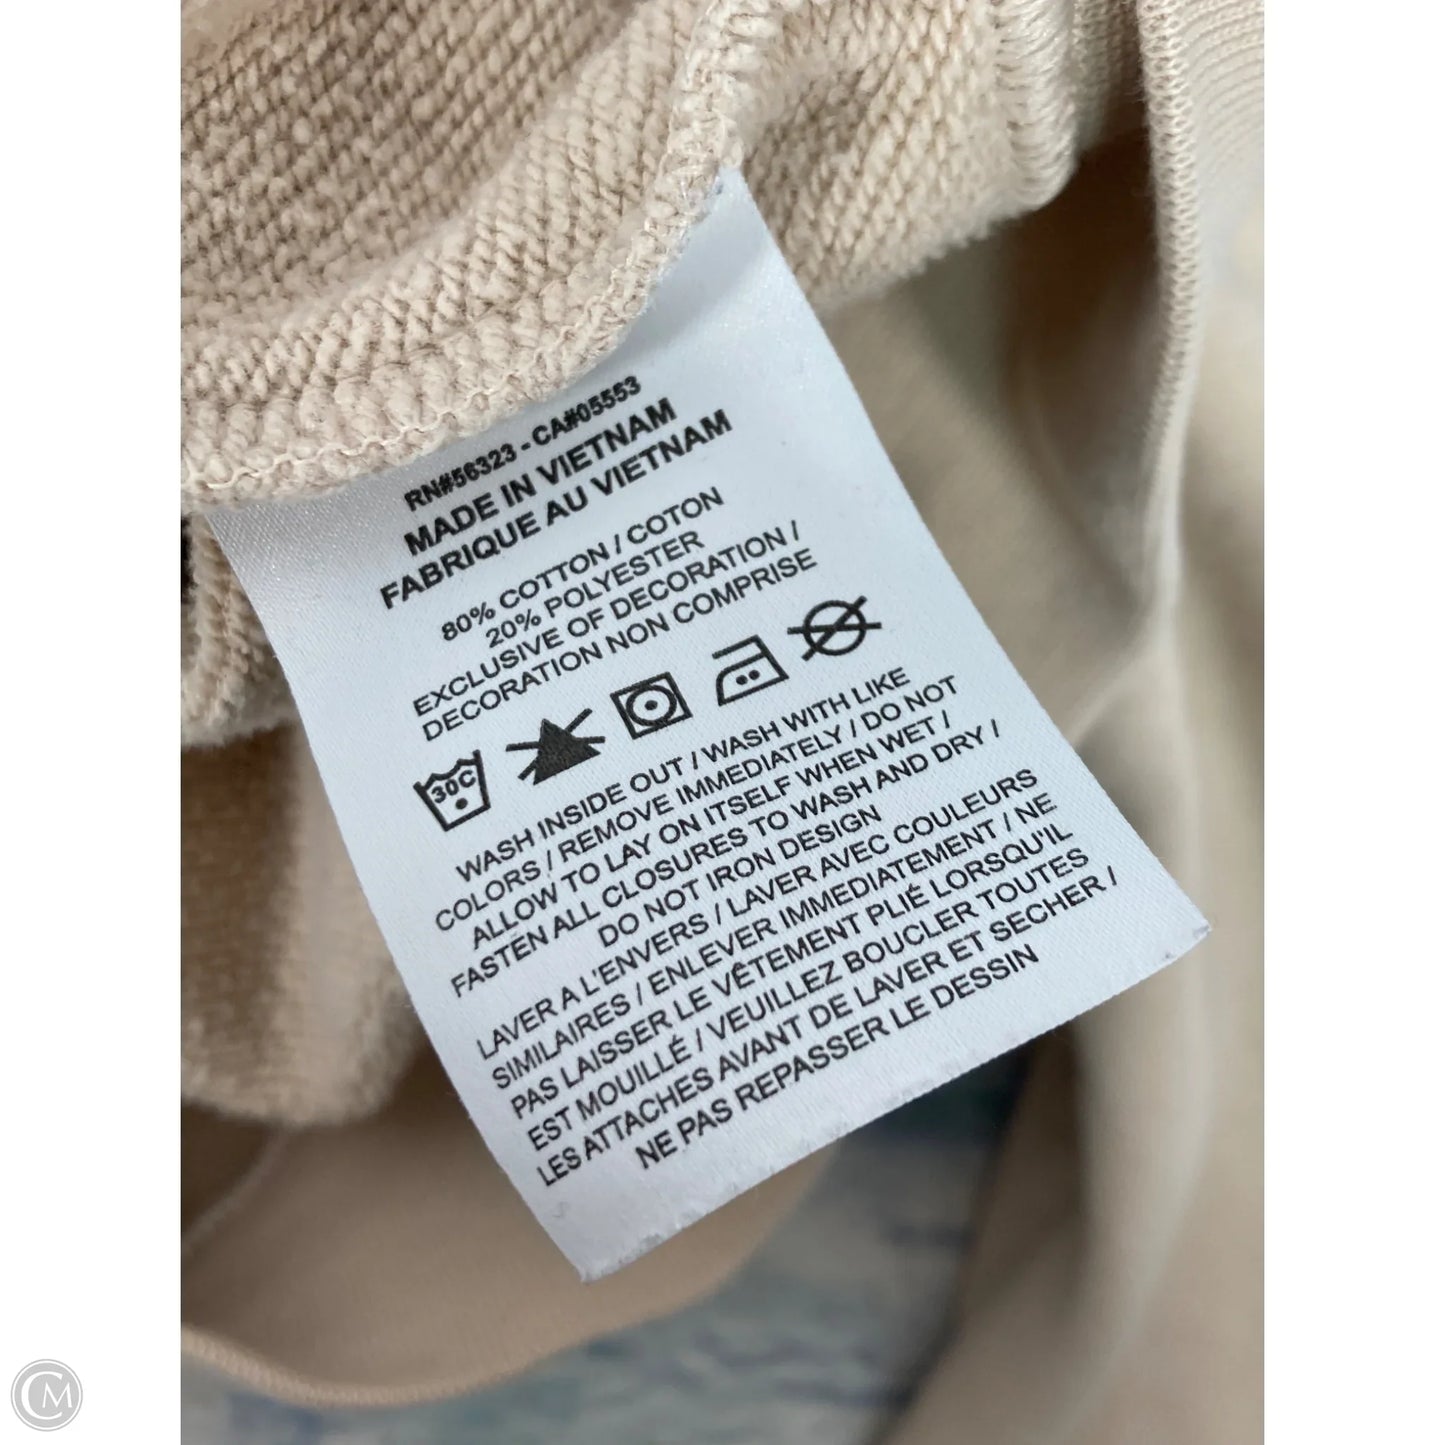 RN#56323 - CA#05553
MADE IN VIETNAM
FABRIQUE AU VIETNAM
80% COTTON / COTON
20% POLYESTER
EXCLUSIVE OF DECORATION /
DECORATION NON COMPRISE
30C
WASH INSIDE OUT / WASH WITH LIKE
COLORS / REMOVE IMMEDIATELY / DO NOT
ALLOW TO LAY ON ITSELF WHEN WET /
FASTEN ALL CLOSURES TO WASH AND DRY /
DO NOT IRON DESIGN
LAVER A L'ENVERS / LAVER AVEC COULEURS
SIMILAIRES / ENLEVER IMMEDIATEMENT / NE
PAS LAISSER LE VÊTEMENT PLIÉ LORSQU'IL
EST MOUILLÉ / VEUILLEZ BOUCLER TOUTES
LES ATTACHES AVANT DE LAVER ET SECHER /
NE PAS REPASSER LE DESSIN
CM